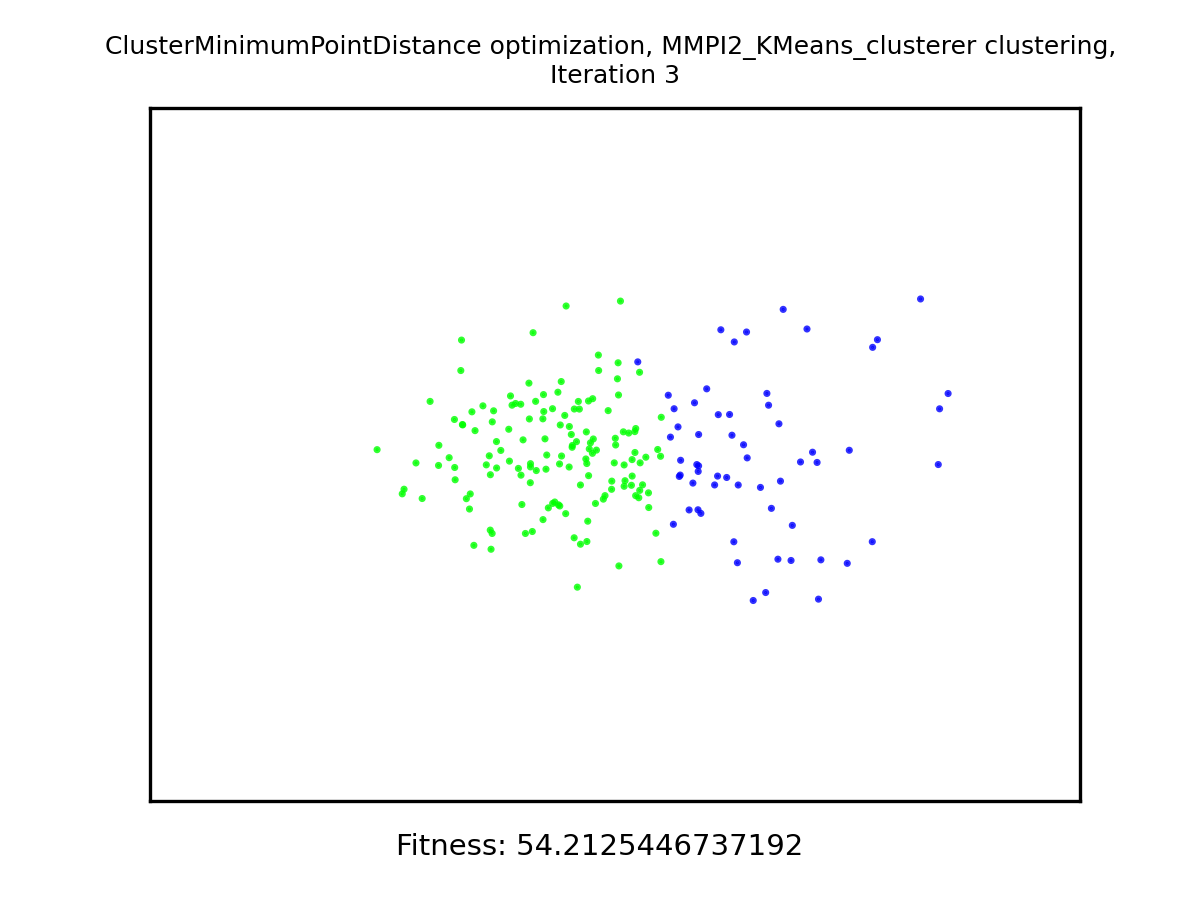 ClusterMinimumPointDistance optimization, MMPI2_KMeans_clusterer clustering,
Iteration 3
Fitness: 54.2125446737192